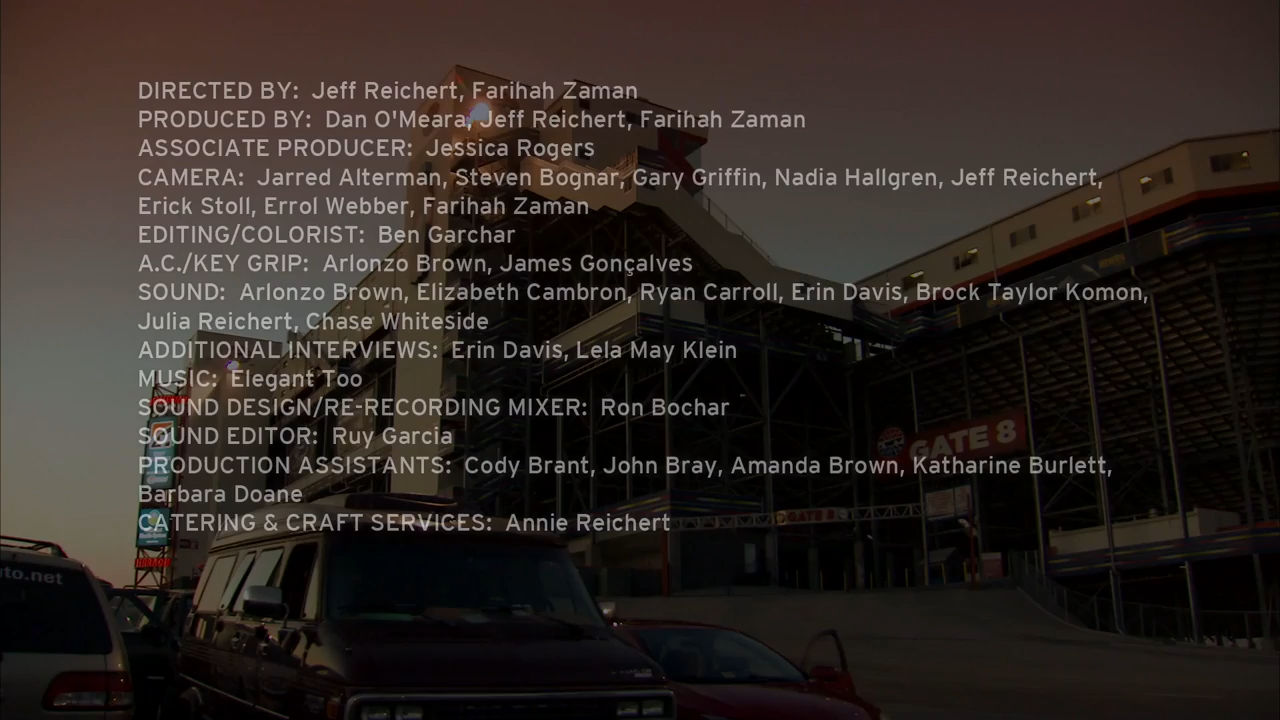 DIRECTED BY: Jeff Reichert, Farihah Zaman
PRODUCED BY: Dan O'Meara, Jeff Reichert, Farihah Zaman
ASSOCIATE PRODUCER: Jessica Rogers
CAMERA: Jarred Alterman, Steven Bognar, Gary Griffin, Nadia Hallgren, Jeff Reichert,
Erick Stoll, Errol Webber, Farihah Zaman
EDITING/COLORIST: Ben Garchar
A.C./KEY GRIP: Arlonzo Brown, James Gonçalves
SOUND: Arlonzo Brown, Elizabeth Cambron, Ryan Carroll, Erin Davis, Brock Taylor Komon,
Julia Reichert, Chase Whiteside
ADDITIONAL INTERVIEWS: Erin Davis, Lela May Klein
MUSIC: Elegant Too
SOUND DESIGN/RE-RECORDING MIXER: Ron Bochar
SOUND EDITOR: Ruy Garcia
PRODUCTION ASSISTANTS: Cody Brant, John Bray, Amanda Brown, Katharine Burlett,
Barbara Doane
CATERING & CRAFT SERVICES: Annie Reichert
GATE 8
GATE 8
uto.net